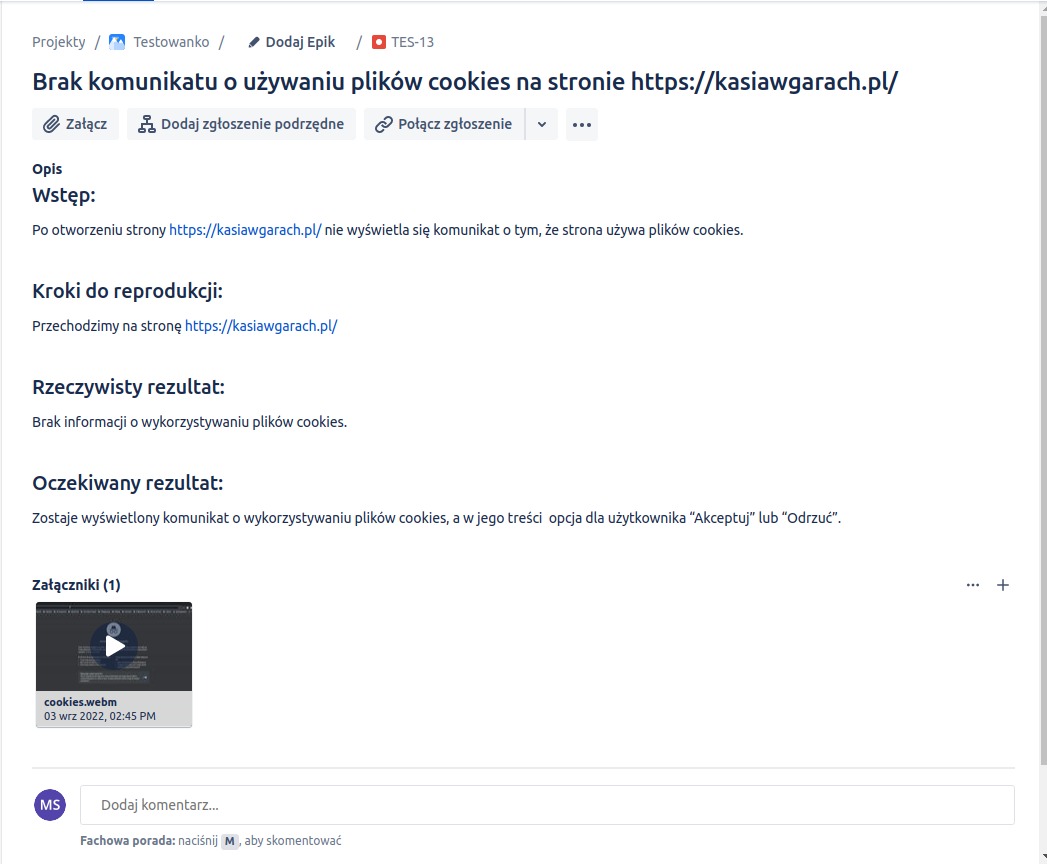 Projekty / Testowanko / Dodaj Epik / TES-13
Brak komunikatu o używaniu plików cookies na stronie https://kasiawgarach.pl/
Załącz Dodaj zgłoszenie podrzędne Połącz zgłoszenie
Opis
Wstęp:
Po otworzeniu strony https://kasiawgarach.pl/ nie wyświetla się komunikat o tym, że strona używa plików cookies.
Kroki do reprodukcji:
Przechodzimy na stronę https://kasiawgarach.pl/
Rzeczywisty rezultat:
Brak informacji o wykorzystywaniu plików cookies.
Oczekiwany rezultat:
Zostaje wyświetlony komunikat o wykorzystywaniu plików cookies, a w jego treści  opcja dla użytkownika “Akceptuj” lub “Odrzuć”.
Załączniki (1)
cookies.webm
03 wrz 2022, 02:45 PM
MS Dodaj komentarz...
Fachowa porada: naciśnij M, aby skomentować